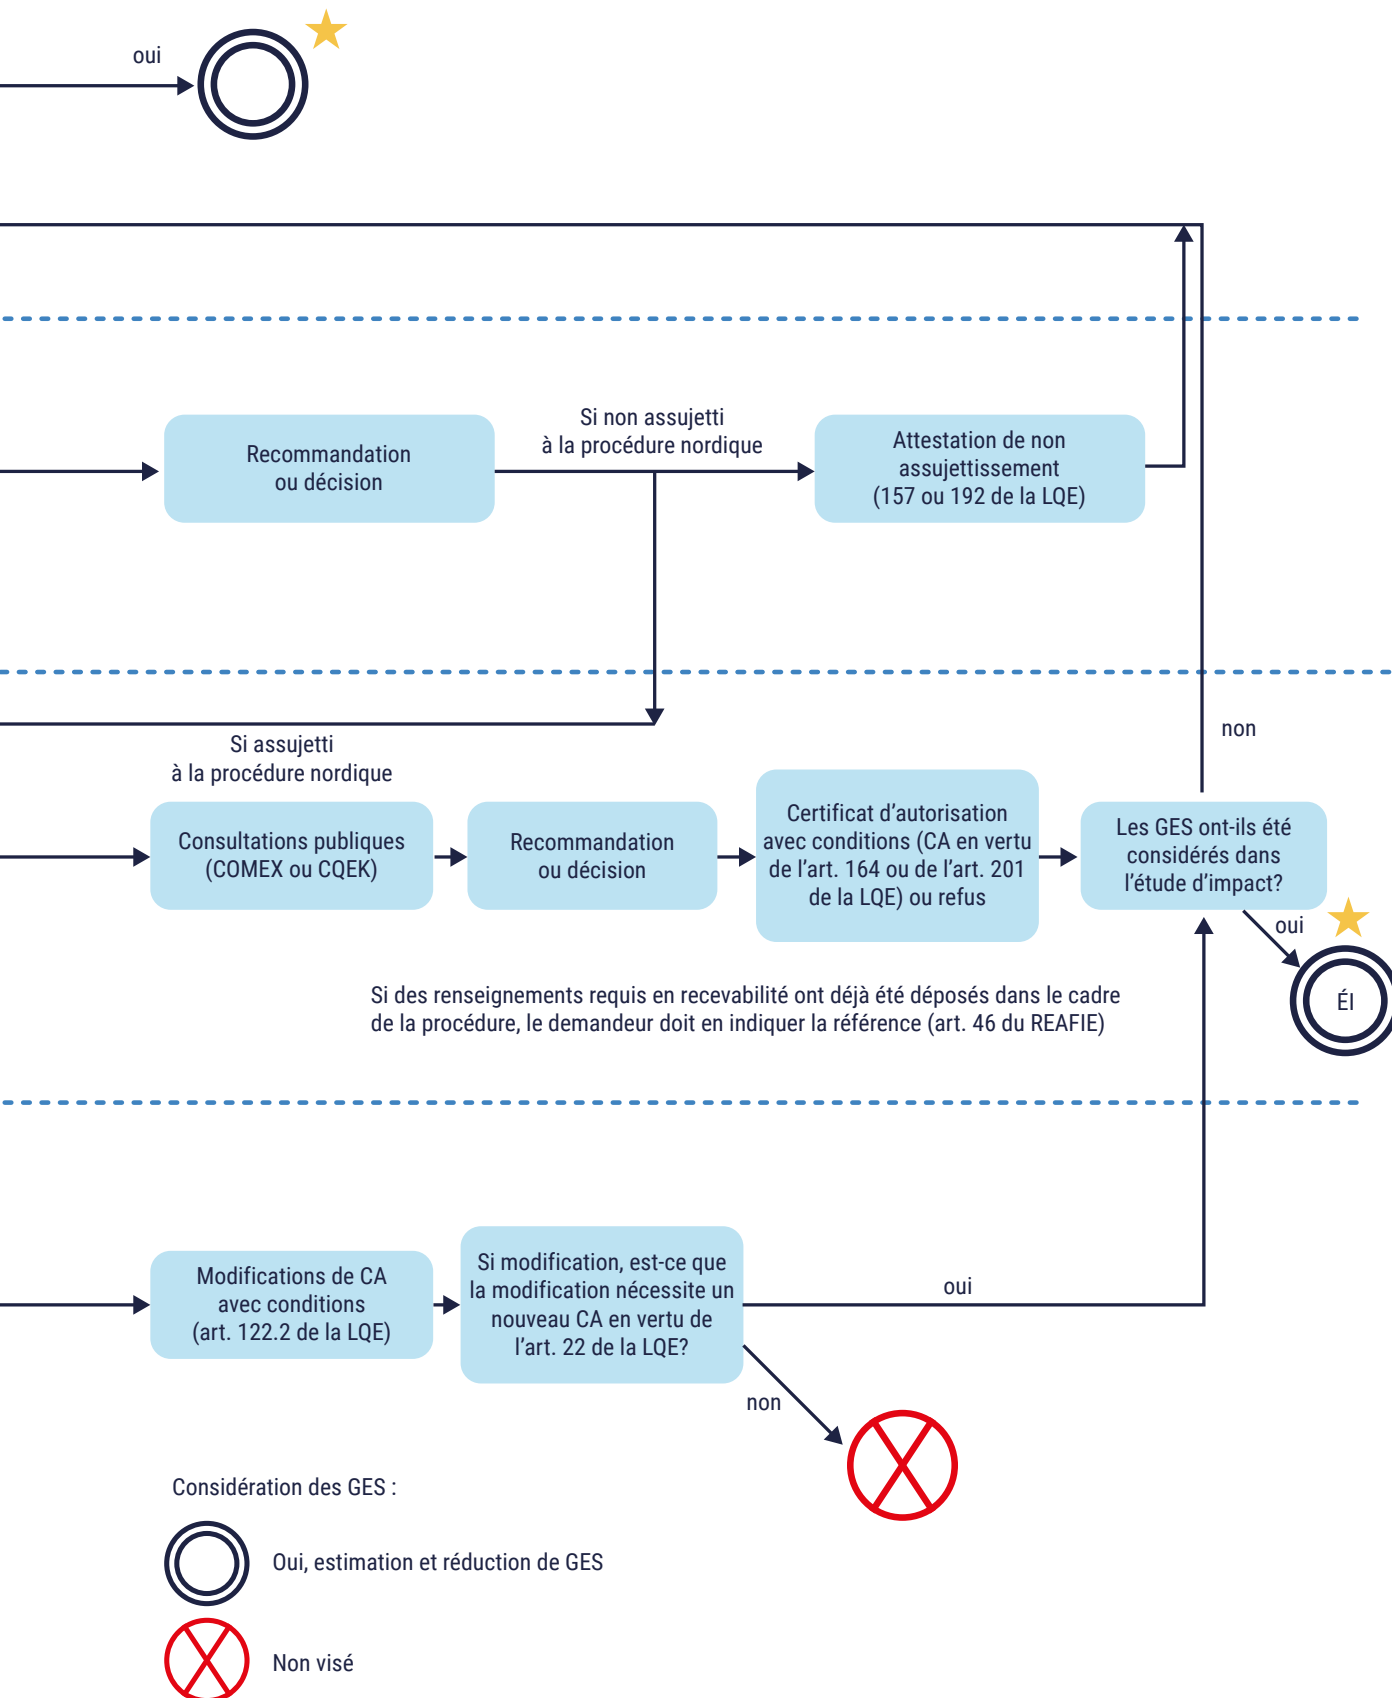 oui
Si non assujetti
à la procédure nordique
Recommandation
ou décision
Attestation de non
assujettissement
(157 ou 192 de la LQE)
non
Si assujetti
à la procédure nordique
Consultations publiques
(COMEX ou CQEK)
Recommandation
ou décision
Certificat d’autorisation
avec conditions (CA en vertu
de l’art. 164 ou de l’art. 201
de la LQE) ou refus
Les GES ont-ils été
considérés dans
l’étude d’impact?
oui
ÉI
Si des renseignements requis en recevabilité ont déjà été déposés dans le cadre
de la procédure, le demandeur doit en indiquer la référence (art. 46 du REAFIE)
Modifications de CA
avec conditions
(art. 122.2 de la LQE)
Si modification, est-ce que
la modification nécessite un
nouveau CA en vertu de
l’art. 22 de la LQE?
oui
non
Considération des GES :
Oui, estimation et réduction de GES
Non visé